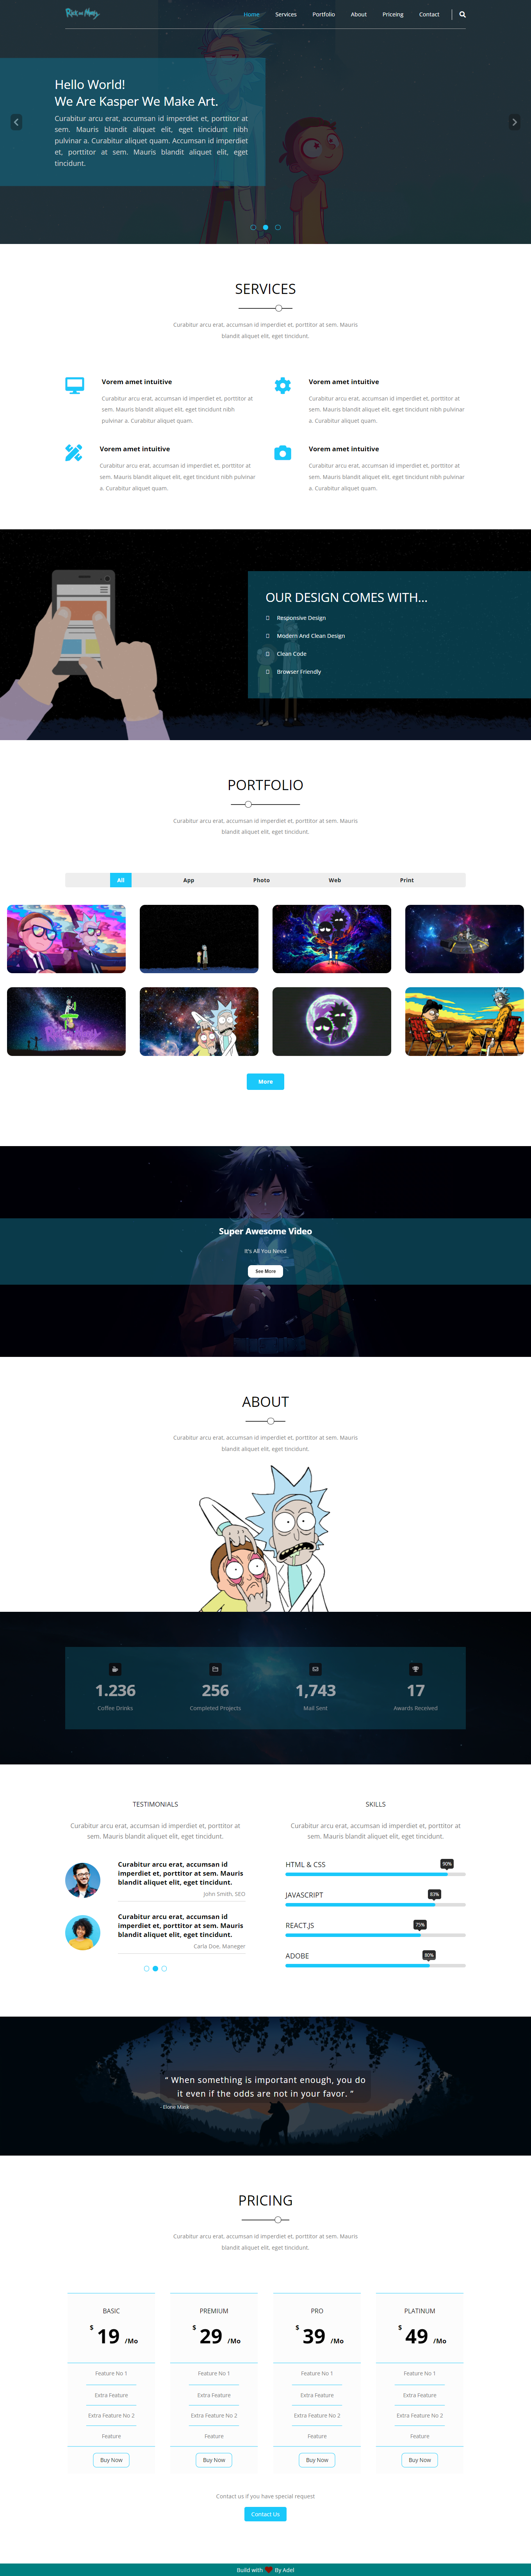 Rick and Morty
Home Services Portfolio About Priceing Contact
Hello World!
We Are Kasper We Make Art.
Curabitur arcu erat, accumsan id imperdiet et, porttitor at
sem. Mauris blandit aliquet elit, eget tincidunt nibh
pulvinar a. Curabitur aliquet quam. Accumsan id imperdiet
et, porttitor at sem. Mauris blandit aliquet elit, eget
tincidunt.
SERVICES
Curabitur arcu erat, accumsan id imperdiet et, porttitor at sem. Mauris
blandit aliquet elit, eget tincidunt.
Vorem amet intuitive
Curabitur arcu erat, accumsan id imperdiet et, porttitor at
sem. Mauris blandit aliquet elit, eget tincidunt nibh
pulvinar a. Curabitur aliquet quam.
Vorem amet intuitive
Curabitur arcu erat, accumsan id imperdiet et, porttitor at
sem. Mauris blandit aliquet elit, eget tincidunt nibh pulvinar
a. Curabitur aliquet quam.
Vorem amet intuitive
Curabitur arcu erat, accumsan id imperdiet et, porttitor at
sem. Mauris blandit aliquet elit, eget tincidunt nibh pulvinar
a. Curabitur aliquet quam.
Vorem amet intuitive
Curabitur arcu erat, accumsan id imperdiet et, porttitor at
sem. Mauris blandit aliquet elit, eget tincidunt nibh pulvinar
a. Curabitur aliquet quam.
OUR DESIGN COMES WITH...
Responsive Design
Modern And Clean Design
Clean Code
Browser Friendly
PORTFOLIO
Curabitur arcu erat, accumsan id imperdiet et, porttitor at sem. Mauris
blandit aliquet elit, eget tincidunt.
All App Photo Web Print
More
Super Awesome Video
It's All You Need
See More
ABOUT
Curabitur arcu erat, accumsan id imperdiet et, porttitor at sem. Mauris
blandit aliquet elit, eget tincidunt.
1.236 256 1,743 17
Coffee Drinks Completed Projects Mail Sent Awards Received
TESTIMONIALS
Curabitur arcu erat, accumsan id imperdiet et, porttitor at
sem. Mauris blandit aliquet elit, eget tincidunt.
Curabitur arcu erat, accumsan id
imperdiet et, porttitor at sem. Mauris
blandit aliquet elit, eget tincidunt.
John Smith, SEO
Curabitur arcu erat, accumsan id
imperdiet et, porttitor at sem. Mauris
blandit aliquet elit, eget tincidunt.
Carla Doe, Maneger
SKILLS
Curabitur arcu erat, accumsan id imperdiet et, porttitor at
sem. Mauris blandit aliquet elit, eget tincidunt.
HTML & CSS 90%
JAVASCRIPT 83%
REACT.JS 75%
ADOBE 80%
“ When something is important enough, you do
it even if the odds are not in your favor. ”
- Elone Musk
PRICING
Curabitur arcu erat, accumsan id imperdiet et, porttitor at sem. Mauris
blandit aliquet elit, eget tincidunt.
BASIC
$ 19 /Mo
Feature No 1
Extra Feature
Extra Feature No 2
Feature
Buy Now
PREMIUM
$ 29 /Mo
Feature No 1
Extra Feature
Extra Feature No 2
Feature
Buy Now
PRO
$ 39 /Mo
Feature No 1
Extra Feature
Extra Feature No 2
Feature
Buy Now
PLATINUM
$ 49 /Mo
Feature No 1
Extra Feature
Extra Feature No 2
Feature
Buy Now
Contact us if you have special request
Contact Us
Build with By Adel